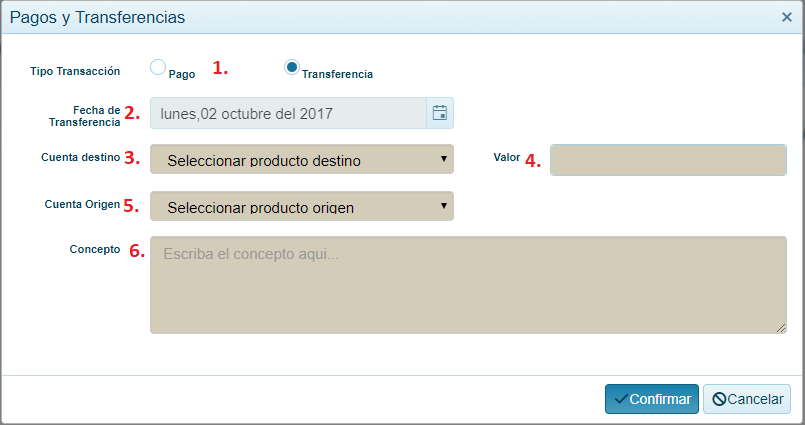 Pagos y Transferencias
Tipo Transacción Pago 1. Transferencia
Fecha de
Transferencia 2. lunes,02 octubre del 2017
Cuenta destino 3. Seleccionar producto destino Valor 4.
Cuenta Origen 5. Seleccionar producto origen
Concepto 6. Escriba el concepto aqui...
Confirmar Cancelar